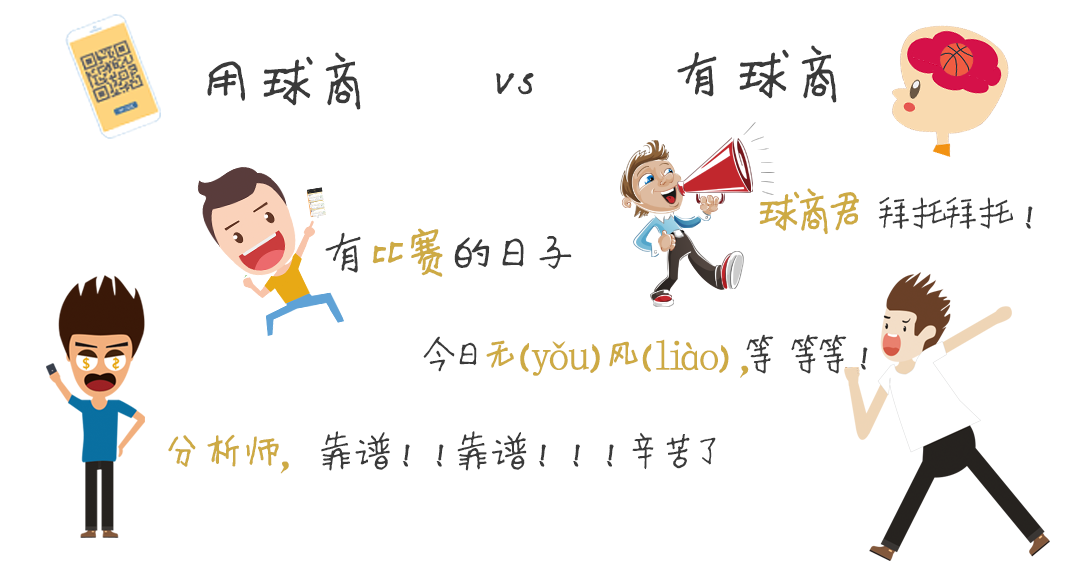 用球商 vs 有球商
球商君 拜托拜托！
有比赛的日子
今日无(yǒu)风(liào),等 等等！
分析师, 靠谱！！靠谱！！！辛苦了